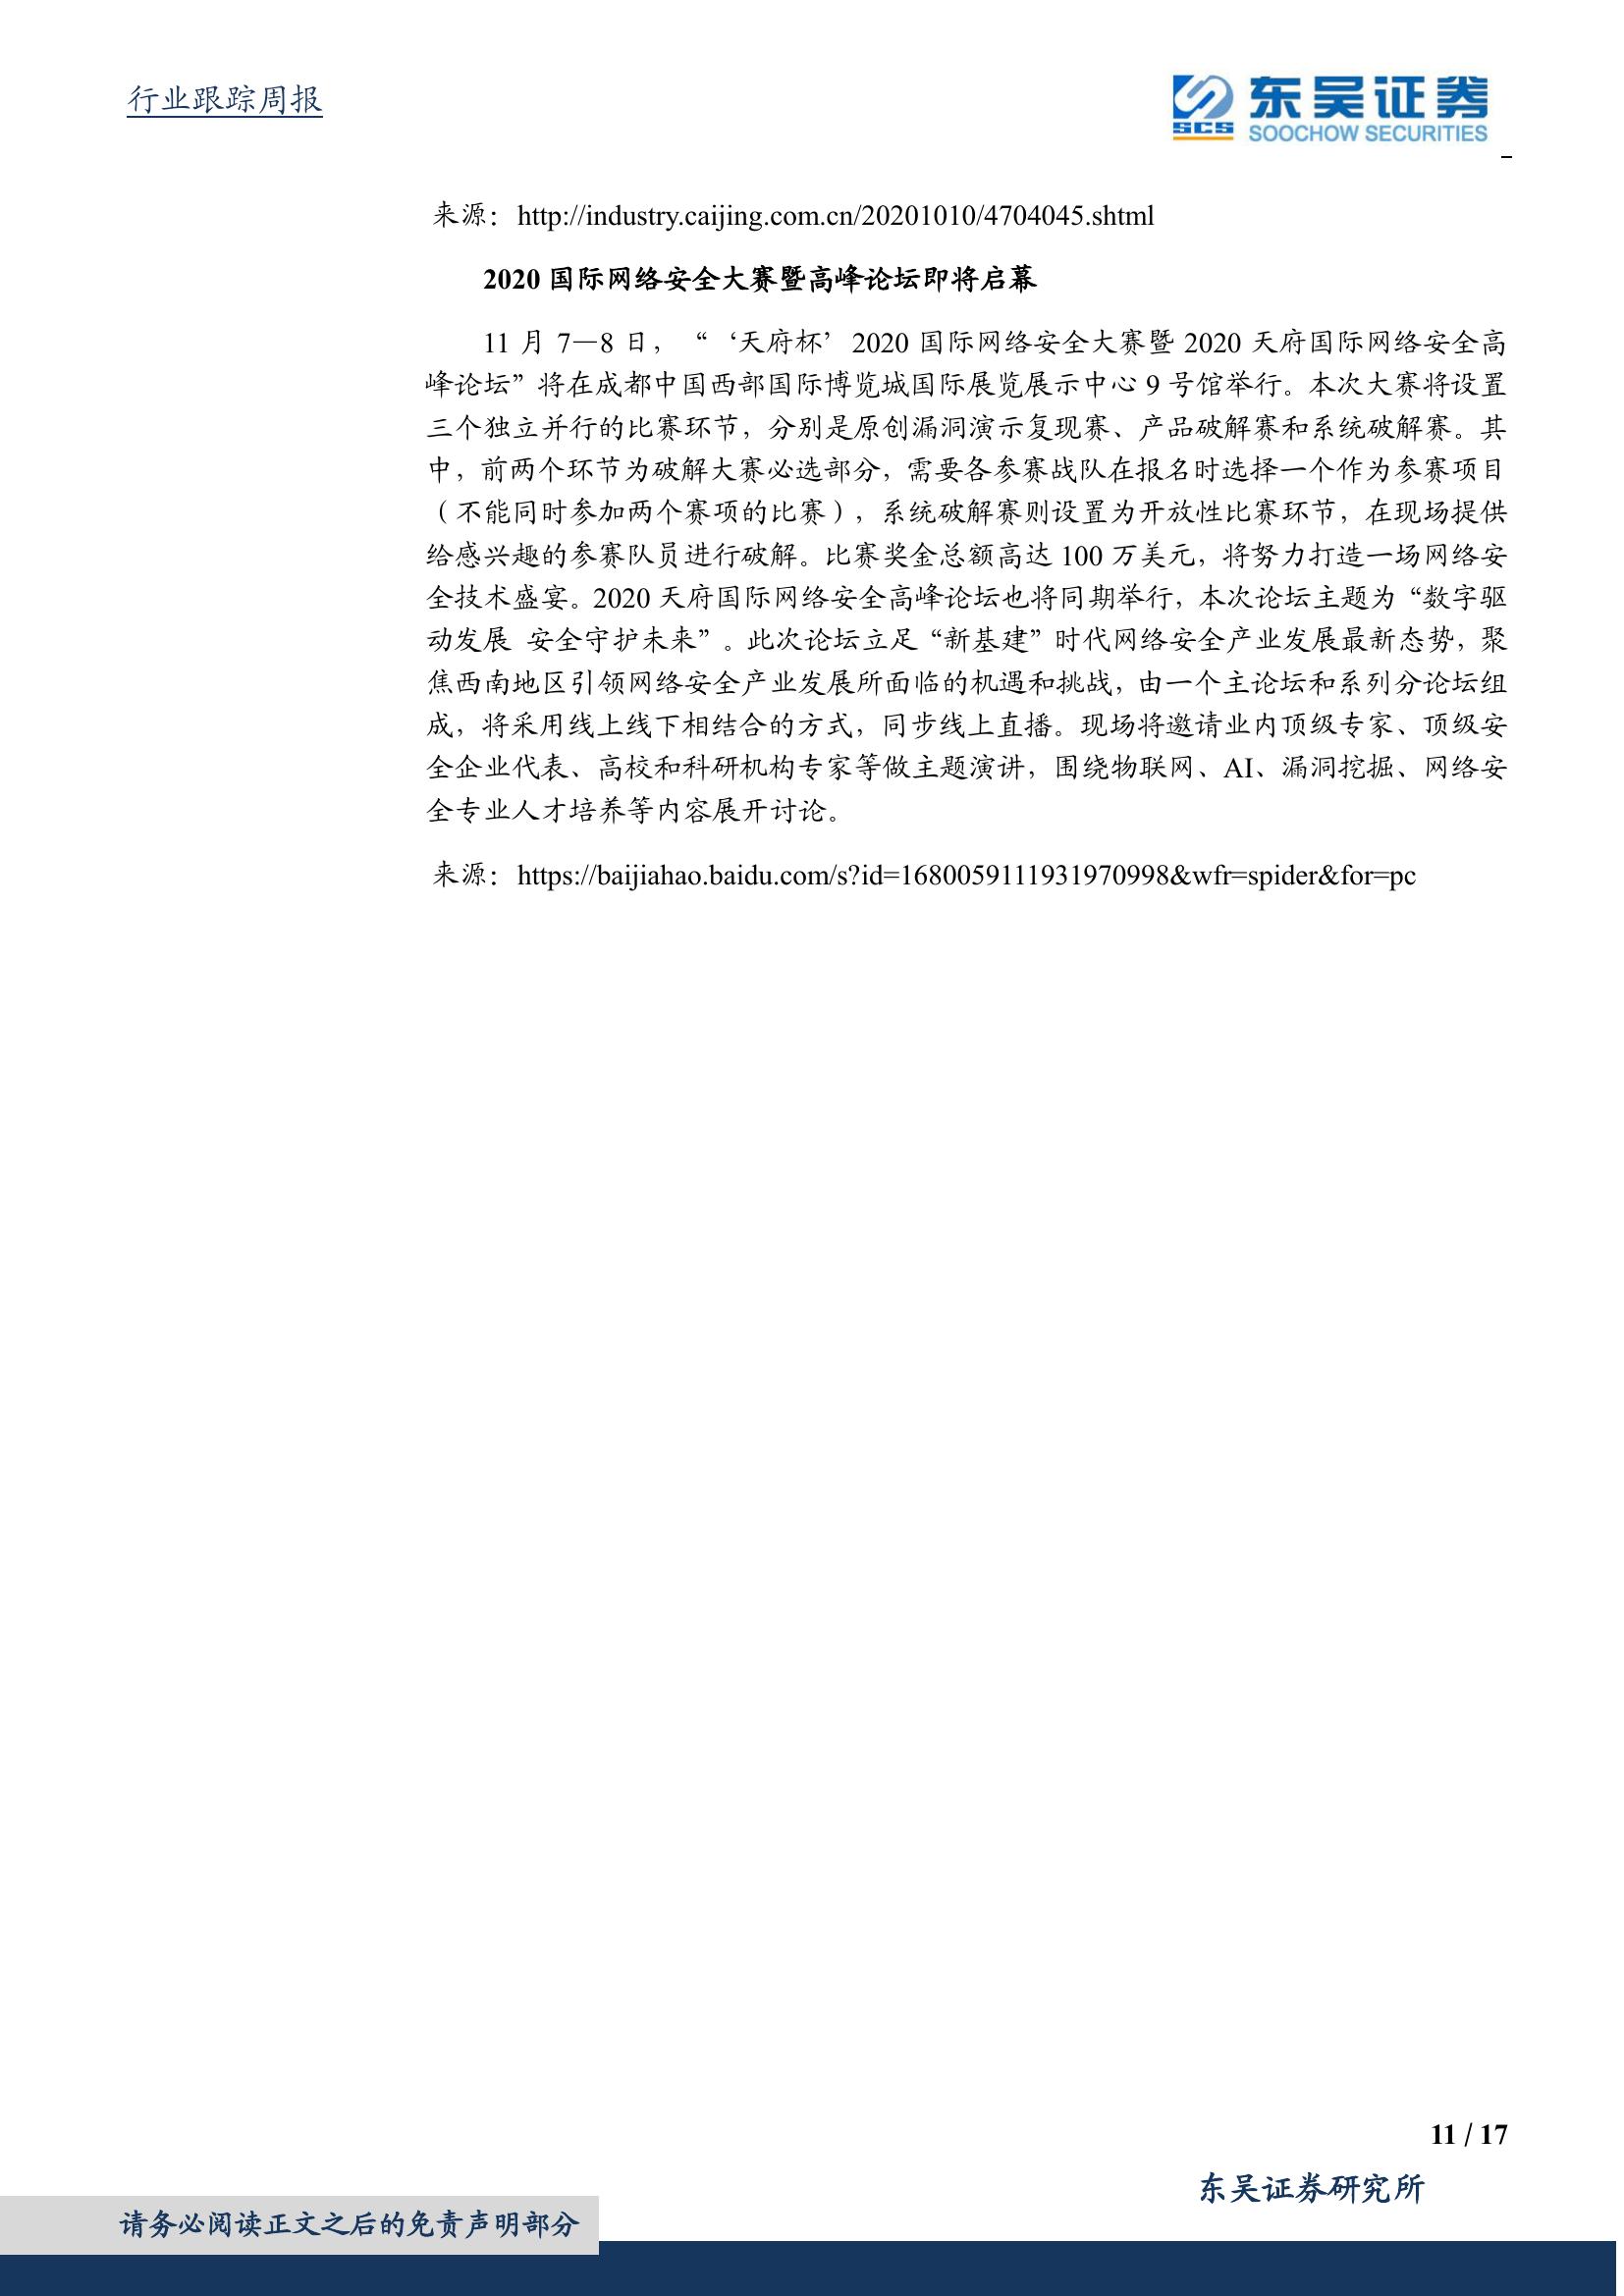 行业跟踪周报
SCS 东吴证券
SOOCHOW SECURITIES
来源：http://industry.caijing.com.cn/20201010/4704045.shtml
2020 国际网络安全大赛暨高峰论坛即将启幕
11 月 7—8 日，“‘天府杯’2020 国际网络安全大赛暨 2020 天府国际网络安全高
峰论坛”将在成都中国西部国际博览城国际展览展示中心 9 号馆举行。本次大赛将设置
三个独立并行的比赛环节，分别是原创漏洞演示复现赛、产品破解赛和系统破解赛。其
中，前两个环节为破解大赛必选部分，需要各参赛战队在报名时选择一个作为参赛项目
（不能同时参加两个赛项的比赛），系统破解赛则设置为开放性比赛环节，在现场提供
给感兴趣的参赛队员进行破解。比赛奖金总额高达 100 万美元，将努力打造一场网络安
全技术盛宴。2020 天府国际网络安全高峰论坛也将同期举行，本次论坛主题为“数字驱
动发展 安全守护未来”。此次论坛立足“新基建”时代网络安全产业发展最新态势，聚
焦西南地区引领网络安全产业发展所面临的机遇和挑战，由一个主论坛和系列分论坛组
成，将采用线上线下相结合的方式，同步线上直播。现场将邀请业内顶级专家、顶级安
全企业代表、高校和科研机构专家等做主题演讲，围绕物联网、AI、漏洞挖掘、网络安
全专业人才培养等内容展开讨论。
来源：https://baijiahao.baidu.com/s?id=1680059111931970998&wfr=spider&for=pc
11 / 17
东吴证券研究所
请务必阅读正文之后的免责声明部分